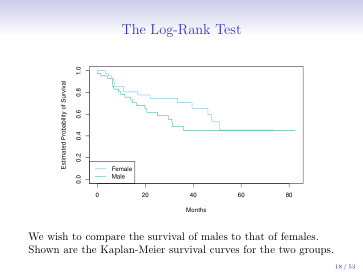 The Log-Rank Test
Estimated Probability of Survival
1.0
0.8
0.6
0.4
0.2
0.0
Female
Male
0 20 40 60 80
Months
We wish to compare the survival of males to that of females.
Shown are the Kaplan-Meier survival curves for the two groups.
18 / 53